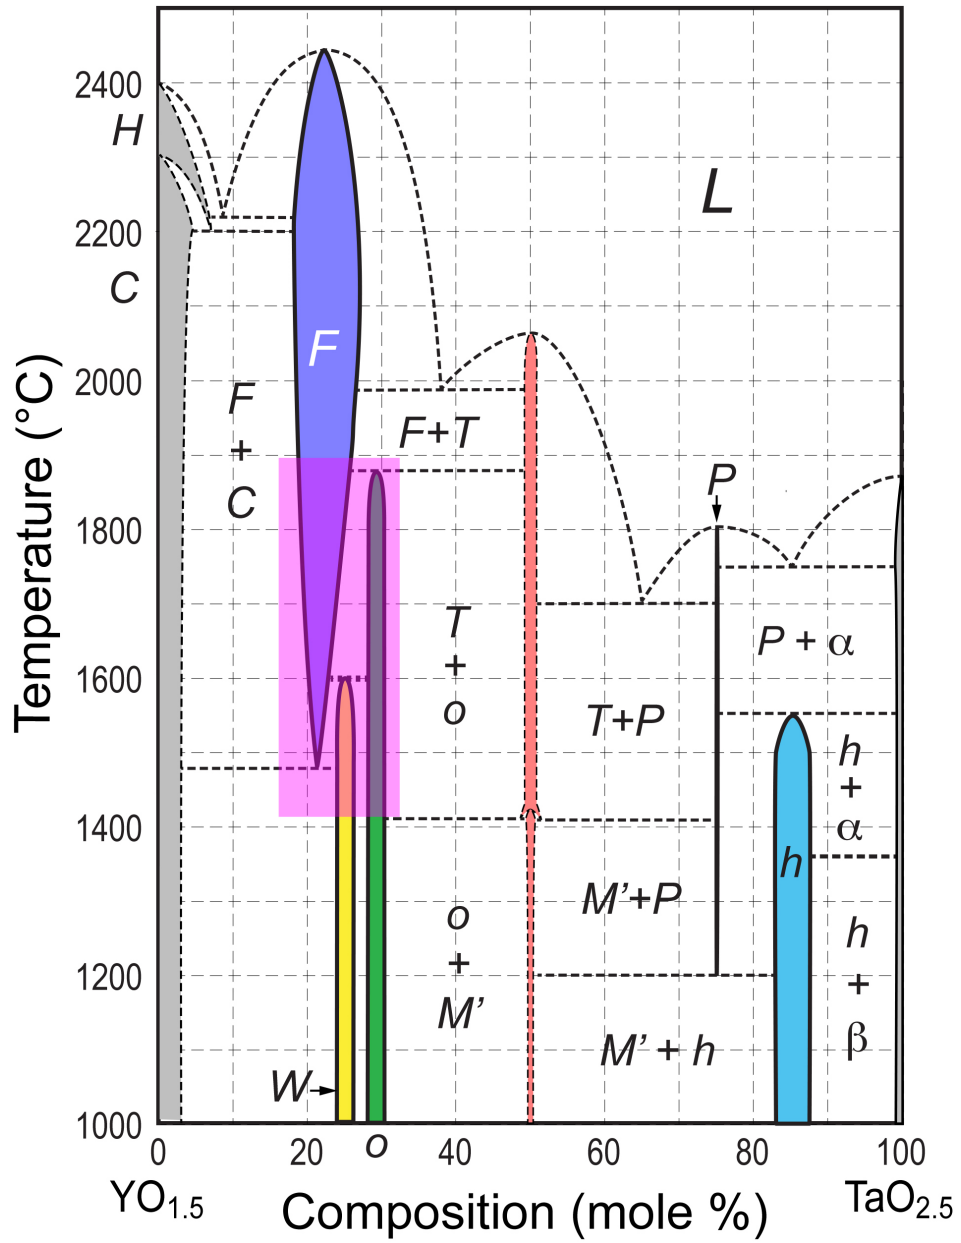 2400
H
L
2200
C
F
2000
F
+
C
F+T
P
1800
T
+
o
P + α
1600
T+P
h
+
α
1400
h
o
+
M'
M'+P
h
+
β
1200
M' + h
W
1000
0
20
o
40
60
80
100
YO1.5
Composition (mole %)
TaO2.5
Temperature (°C)